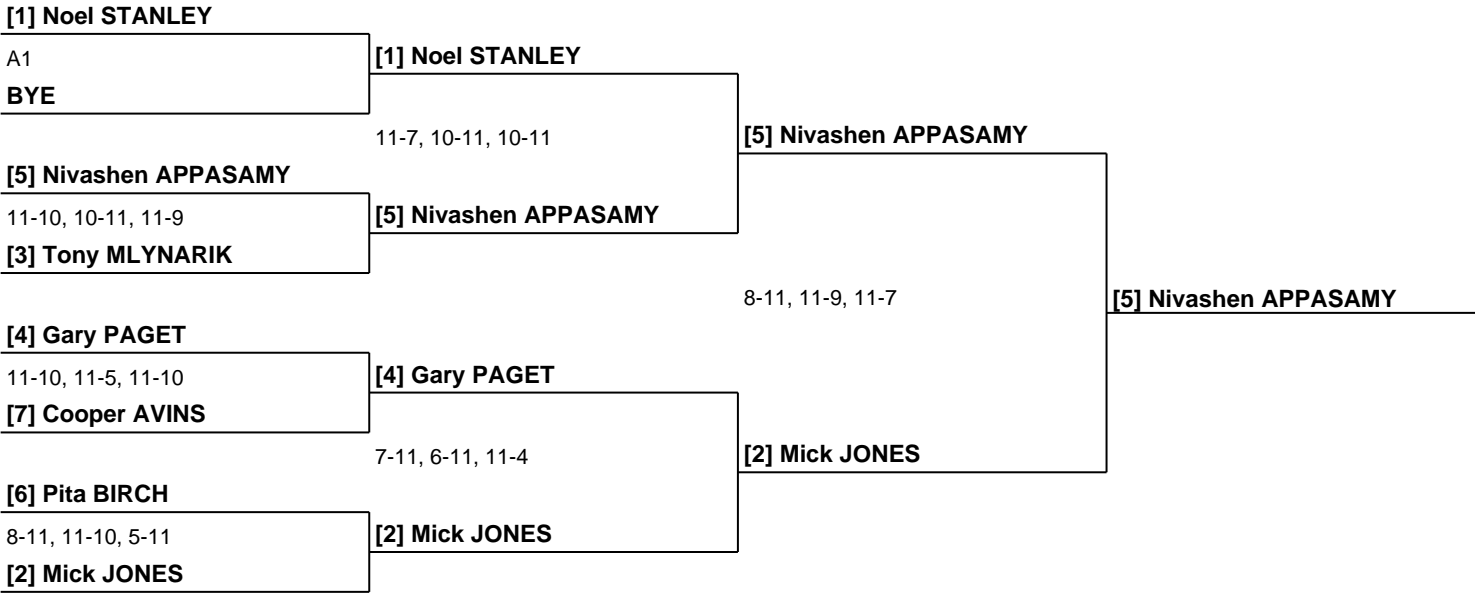 [1] Noel STANLEY
A1
BYE
[5] Nivashen APPASAMY
11-10, 10-11, 11-9
[3] Tony MLYNARIK
[4] Gary PAGET
11-10, 11-5, 11-10
[7] Cooper AVINS
[6] Pita BIRCH
8-11, 11-10, 5-11
[2] Mick JONES
[1] Noel STANLEY
11-7, 10-11, 10-11
[5] Nivashen APPASAMY
[4] Gary PAGET
7-11, 6-11, 11-4
[2] Mick JONES
[5] Nivashen APPASAMY
8-11, 11-9, 11-7
[2] Mick JONES
[5] Nivashen APPASAMY